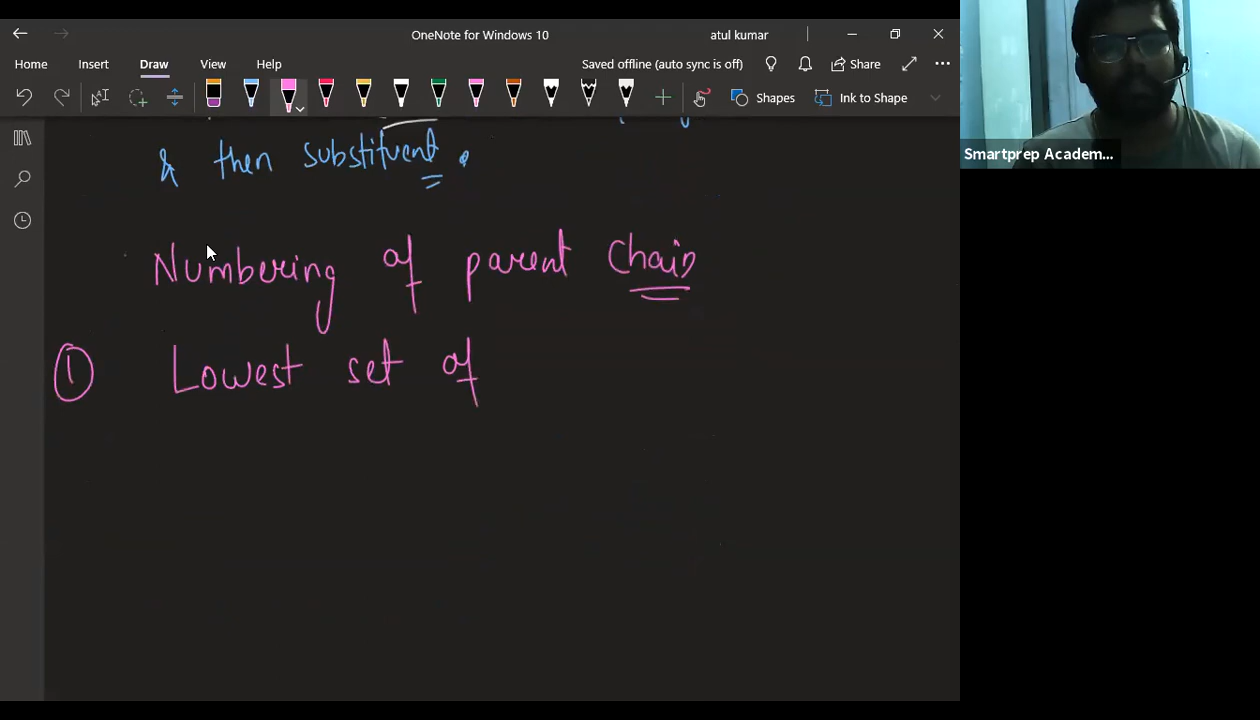 OneNote for Windows 10
atul kumar
Home Insert Draw View Help
Saved offline (auto sync is off)
Share
Shapes
Ink to Shape
Smartprep Academ...
& then substituent.
Numbering of parent Chain
1 Lowest set of